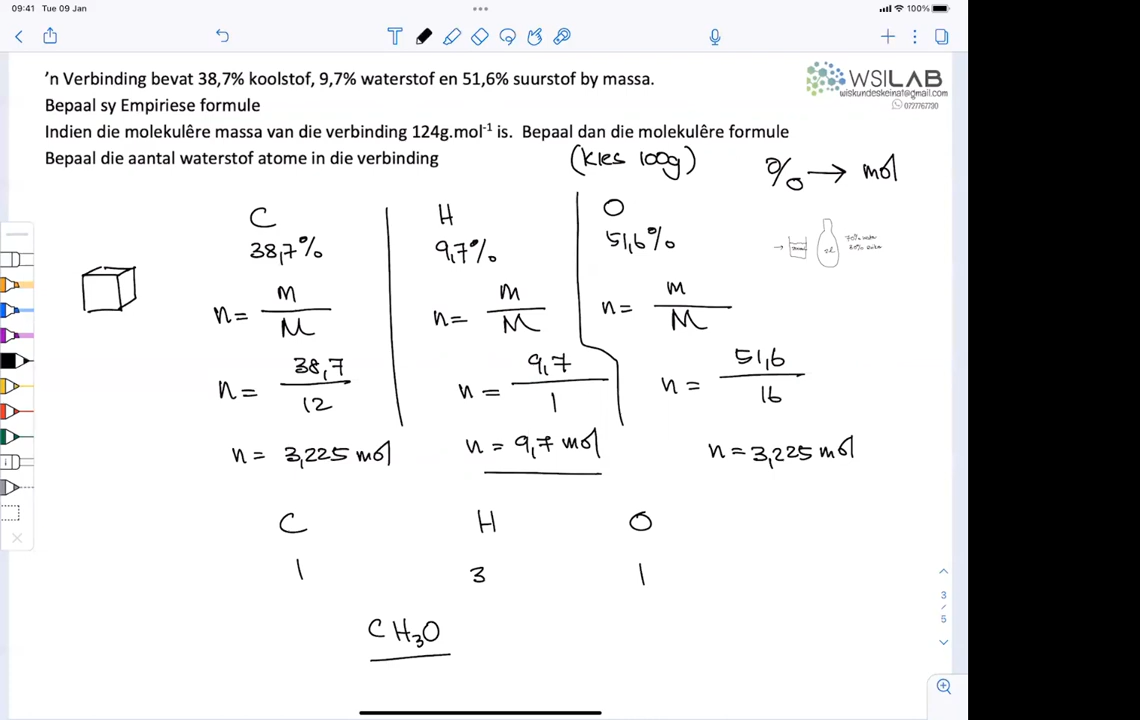 09:41 Tue 09 Jan
100%
'n Verbinding bevat 38,7% koolstof, 9,7% waterstof en 51,6% suurstof by massa.
WSILAB
wiskundeskeinat@gmail.com
0727767730
Bepaal sy Empiriese formule
Indien die molekulêre massa van die verbinding 124g.mol-1 is. Bepaal dan die molekulêre formule
Bepaal die aantal waterstof atome in die verbinding
(Kies 100g)
% → mol
C H O
38,7% 9,7% 51,6%
n = m/M n = m/M n = m/M
n = 38,7/12 n = 9,7/1 n = 51,6/16
n = 3,225 mol n = 9,7 mol n = 3,225 mol
C H O
1 3 1
CH3O
3
/
5